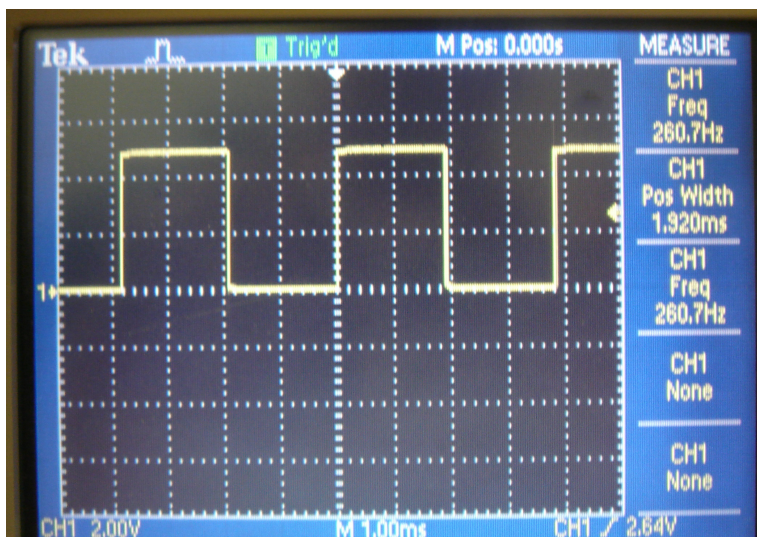 Tek T Trig'd M Pos: 0.000s MEASURE
CH1
Freq
260.7Hz
CH1
Pos Width
1.920ms
CH1
Freq
260.7Hz
CH1
None
CH1
None
1
CH1 2.00V M 1.00ms CH1 2.64V